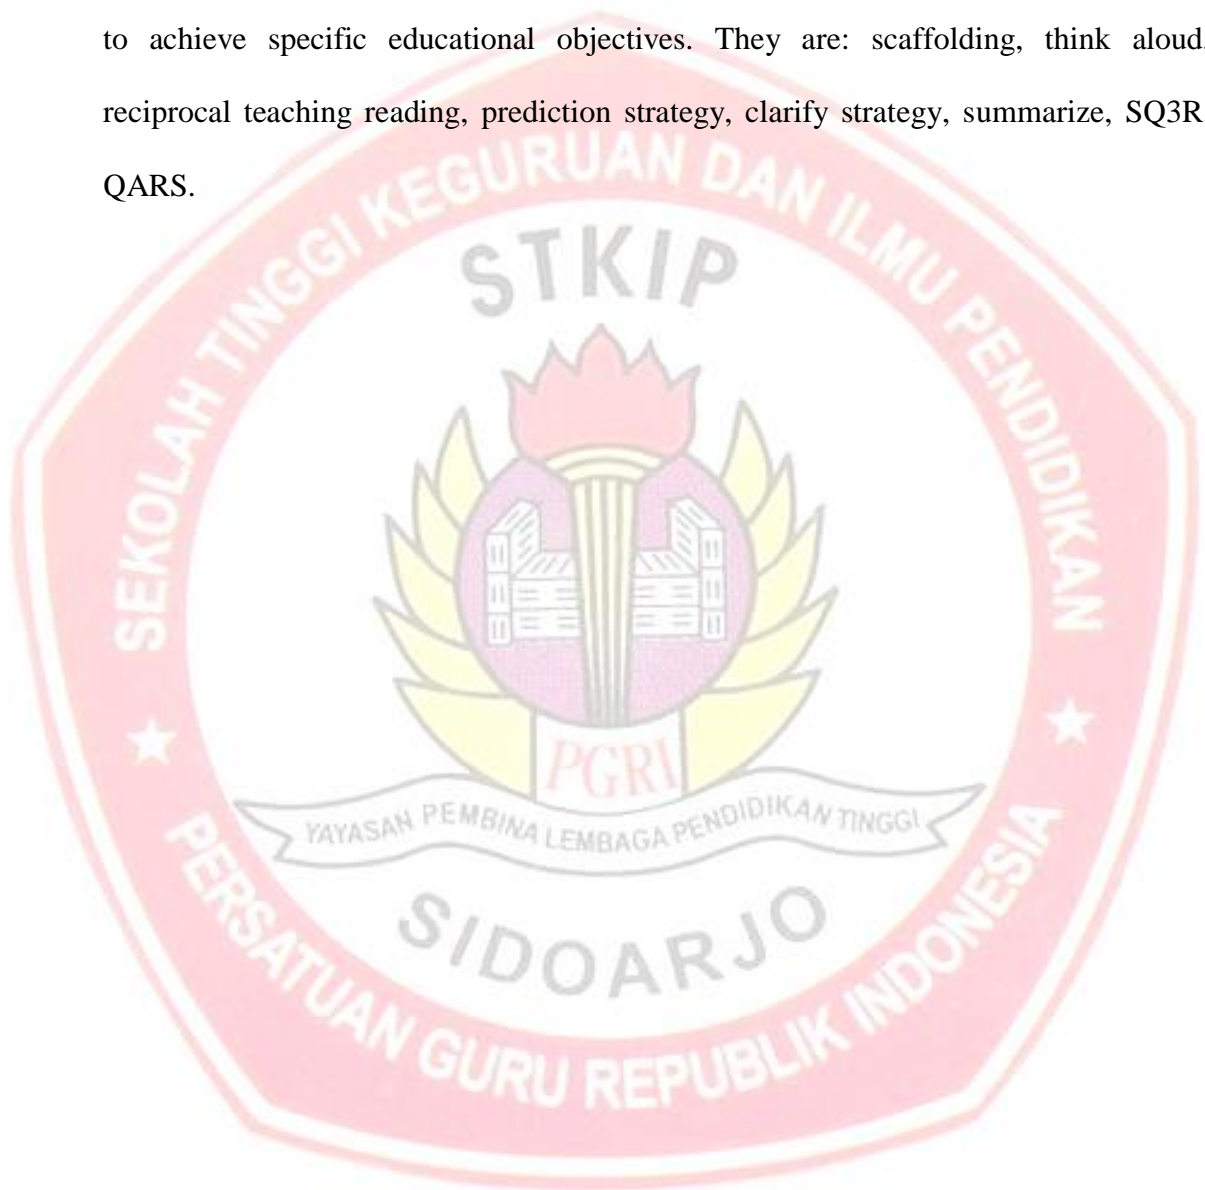 to achieve specific educational objectives. They are: scaffolding, think aloud,
reciprocal teaching reading, prediction strategy, clarify strategy, summarize, SQ3R
QARS.
SEKOLAH TINGGI KEGURUAN DAN ILMU PENDIDIKAN
STKIP
PGRI
YAYASAN PEMBINA LEMBAGA PENDIDIKAN TINGGI
SIDOARJO
PERSATUAN GURU REPUBLIK INDONESIA